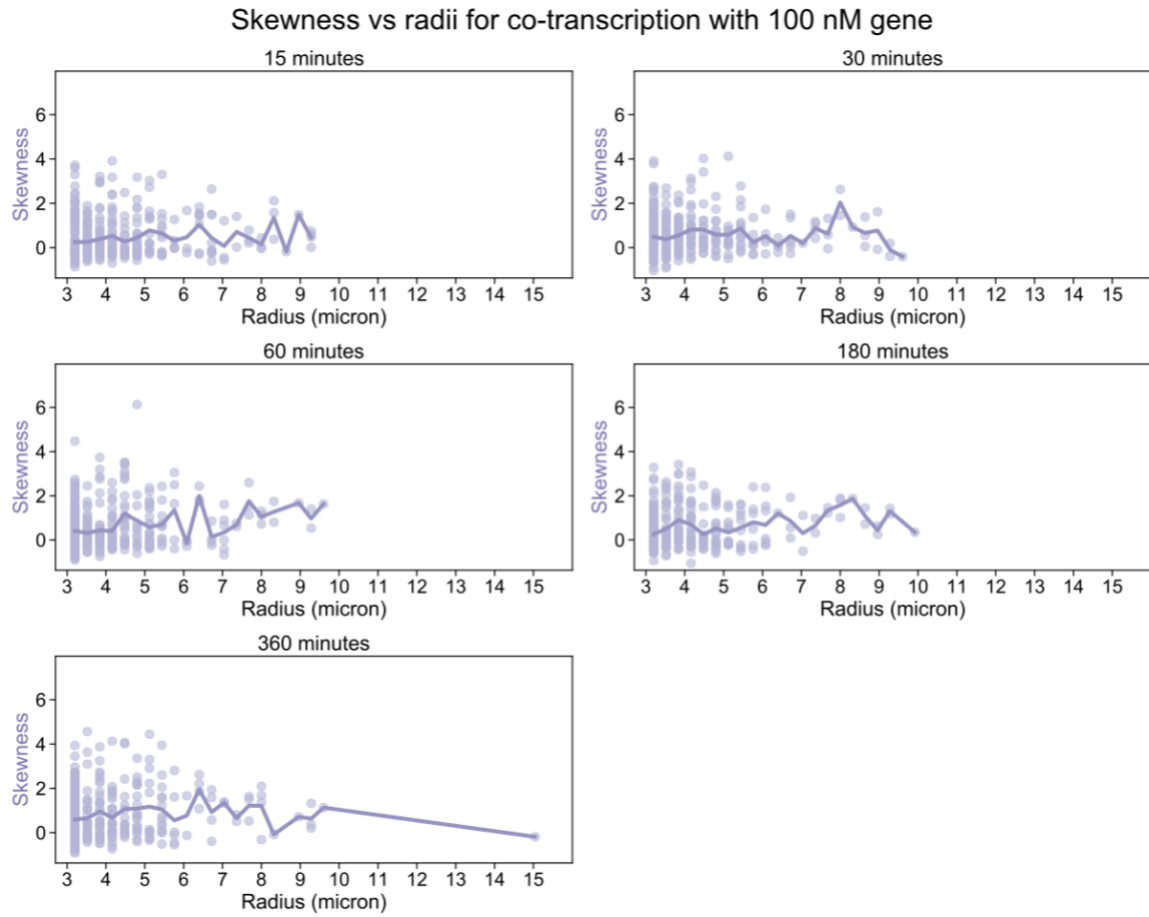 Skewness vs radii for co-transcription with 100 nM gene
15 minutes
30 minutes
Skewness
6
4
2
0
3 4 5 6 7 8 9 10 11 12 13 14 15
Radius (micron)
Skewness
6
4
2
0
3 4 5 6 7 8 9 10 11 12 13 14 15
Radius (micron)
60 minutes
180 minutes
Skewness
6
4
2
0
3 4 5 6 7 8 9 10 11 12 13 14 15
Radius (micron)
Skewness
6
4
2
0
3 4 5 6 7 8 9 10 11 12 13 14 15
Radius (micron)
360 minutes
Skewness
6
4
2
0
3 4 5 6 7 8 9 10 11 12 13 14 15
Radius (micron)